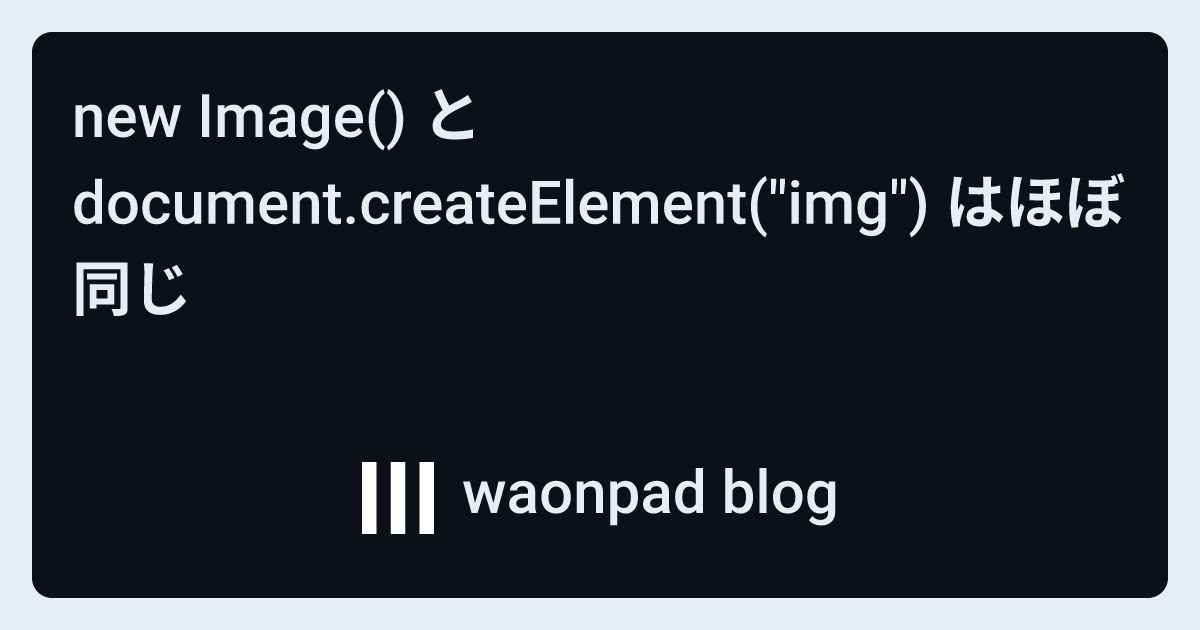 new Image() と
document.createElement("img") はほぼ
同じ
waonpad blog